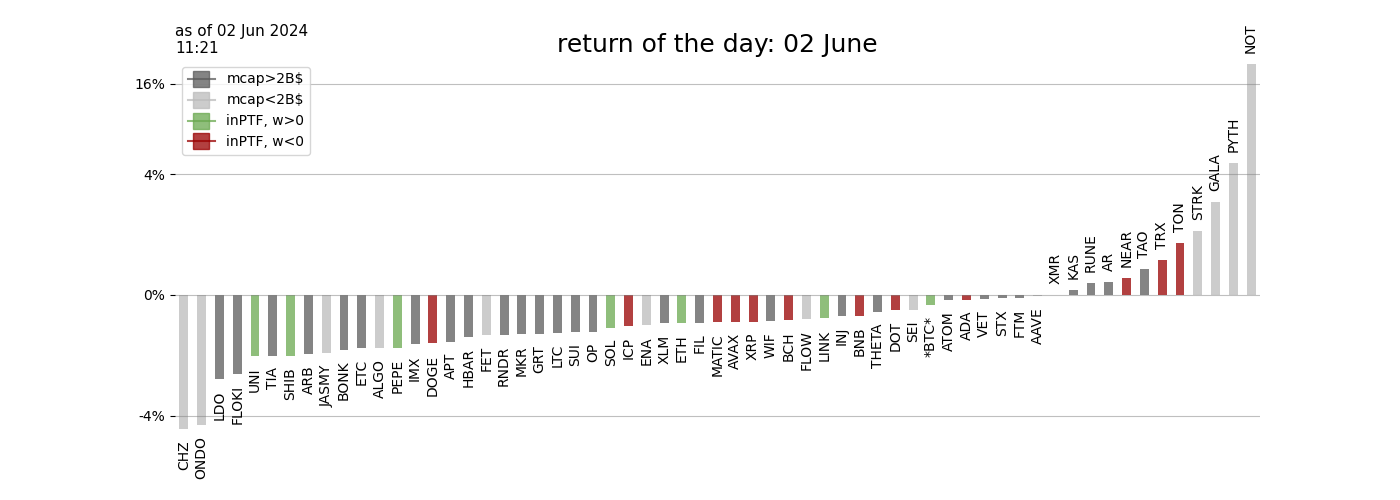 as of 02 Jun 2024
11:21
return of the day: 02 June
mcap>2B$
mcap<2B$
inPTF, w>0
inPTF, w<0
16%
4%
0%
-4%
CHZ
ONDO
LDO
FLOKI
UNI
TIA
SHIB
ARB
JASMY
BONK
ETC
ALGO
PEPE
IMX
DOGE
APT
HBAR
FET
RNDR
MKR
GRT
LTC
SUI
OP
SOL
ICP
ENA
XLM
ETH
FIL
MATIC
AVAX
XRP
WIF
BCH
FLOW
LINK
INJ
BNB
THETA
DOT
SEI
*BTC*
ATOM
ADA
VET
STX
FTM
AAVE
XMR
KAS
RUNE
AR
NEAR
TAO
TRX
TON
STRK
GALA
PYTH
NOT